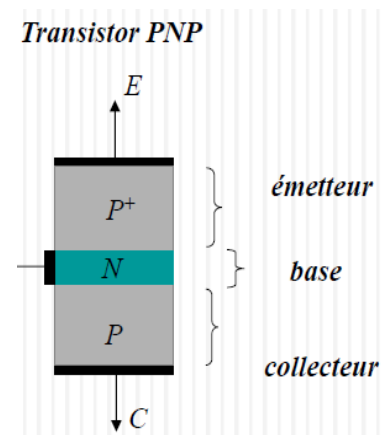 Transistor PNP
E
émetteur
P+
N
base
P
collecteur
C